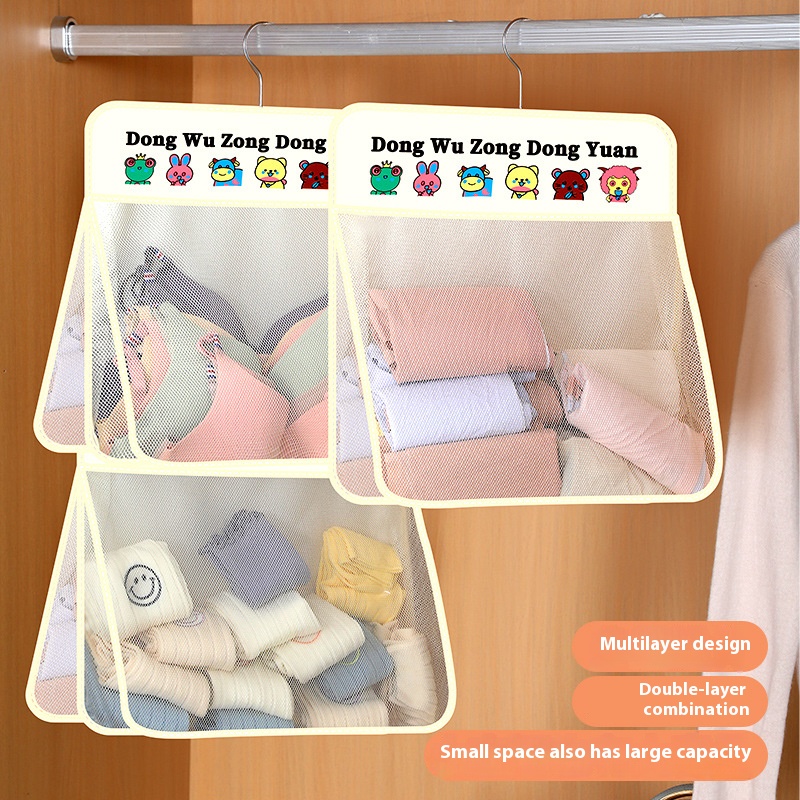 Dong Wu Zong Dong
Dong Wu Zong Dong Yuan
Multilayer design
Double-layer
combination
Small space also has large capacity